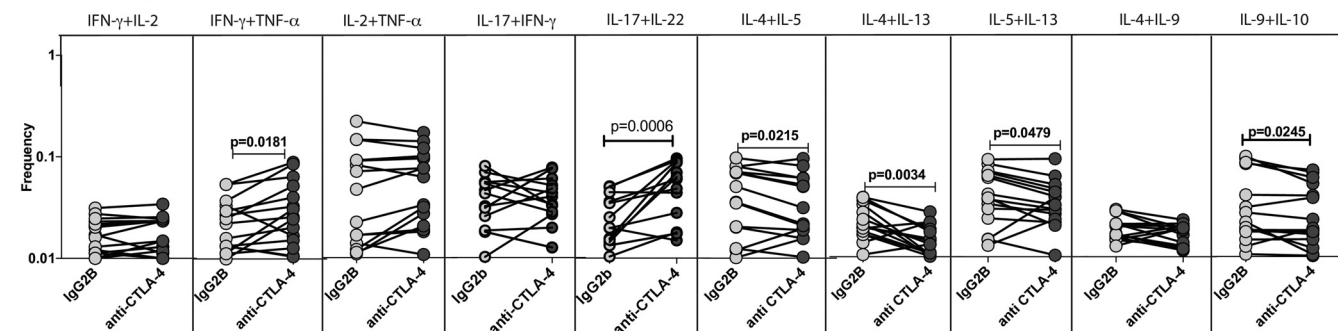 IFN-γ+IL-2 IFN-γ+TNF-α IL-2+TNF-α IL-17+IFN-γ IL-17+IL-22 IL-4+IL-5 IL-4+IL-13 IL-5+IL-13 IL-4+IL-9 IL-9+IL-10
1
0.1
0.01
Frequency
p=0.0181
p=0.0006
p=0.0215
p=0.0034
p=0.0479
p=0.0245
IgG2B anti-CTLA-4 IgG2B anti-CTLA-4 IgG2B anti-CTLA-4 IgG2b anti-CTLA-4 IgG2b anti-CTLA-4 IgG2B anti CTLA-4 IgG2B anti CTLA-4 IgG2B anti CTLA-4 IgG2B anti-CTLA-4 IgG2B anti-CTLA-4